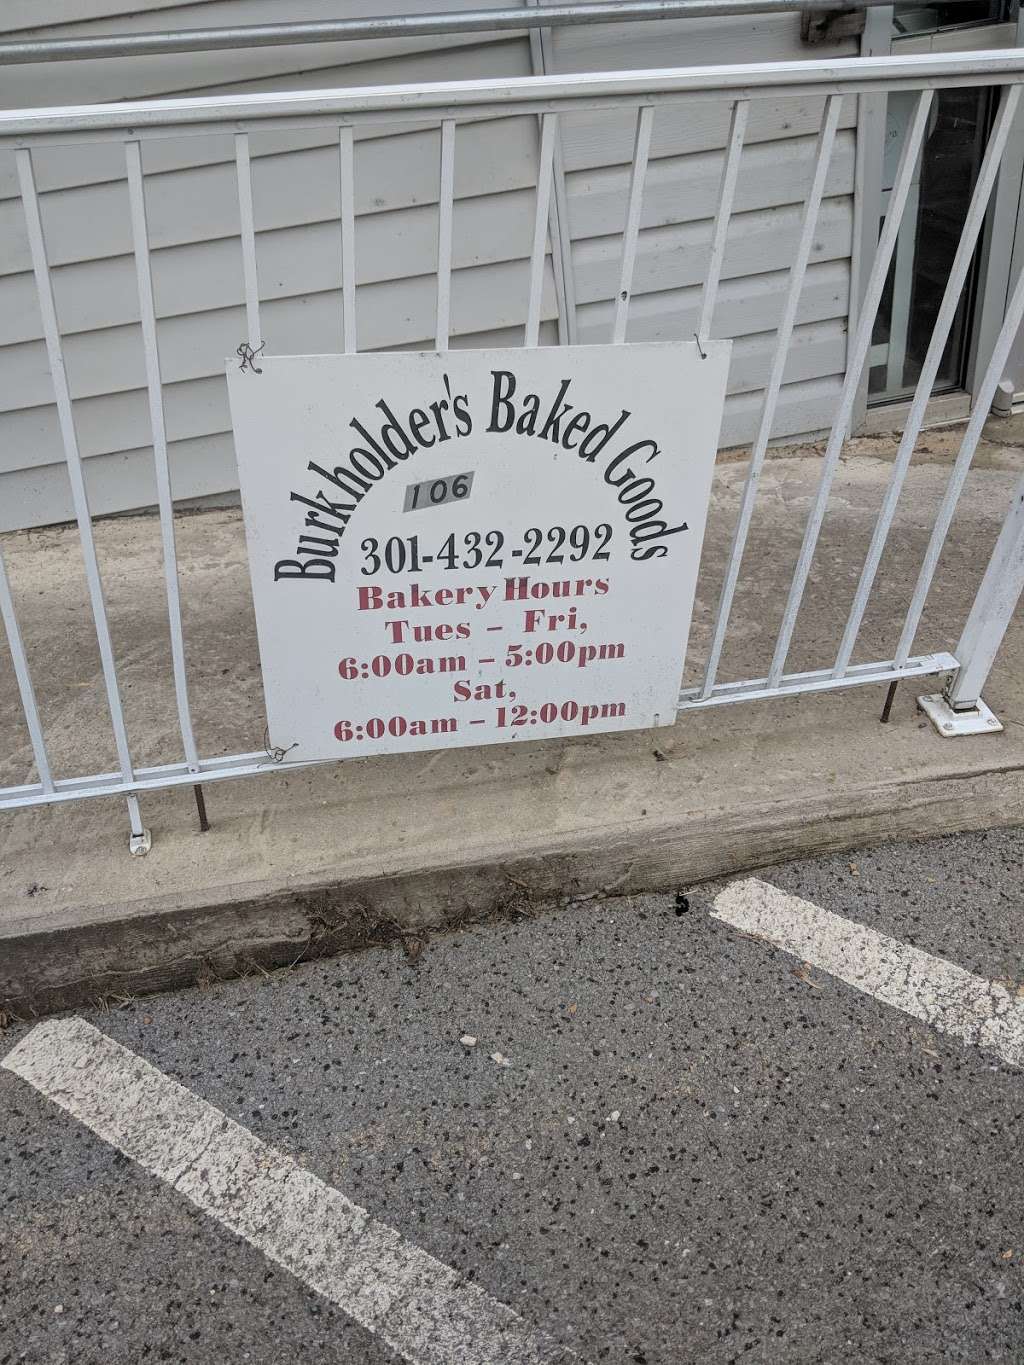 Burkholder's Baked Goods
106
301-432-2292
Bakery Hours
Tues - Fri,
6:00am - 5:00pm
Sat,
6:00am - 12:00pm